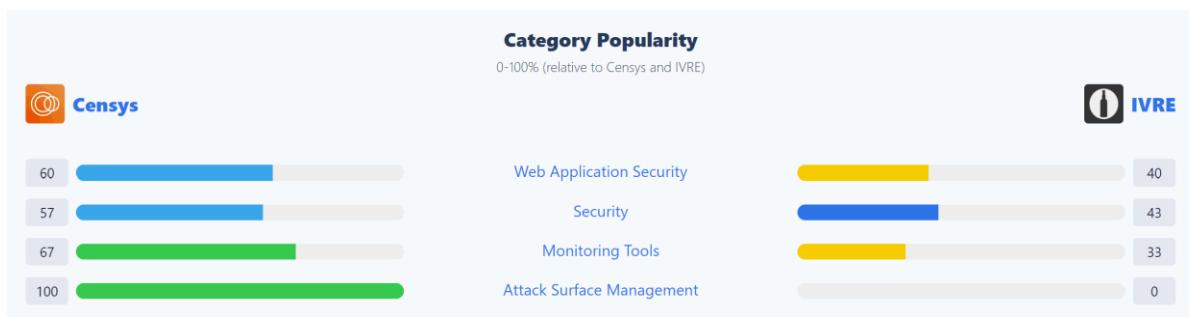 Category Popularity
0-100% (relative to Censys and IVRE)
Censys
IVRE
60 Web Application Security 40
57 Security 43
67 Monitoring Tools 33
100 Attack Surface Management 0